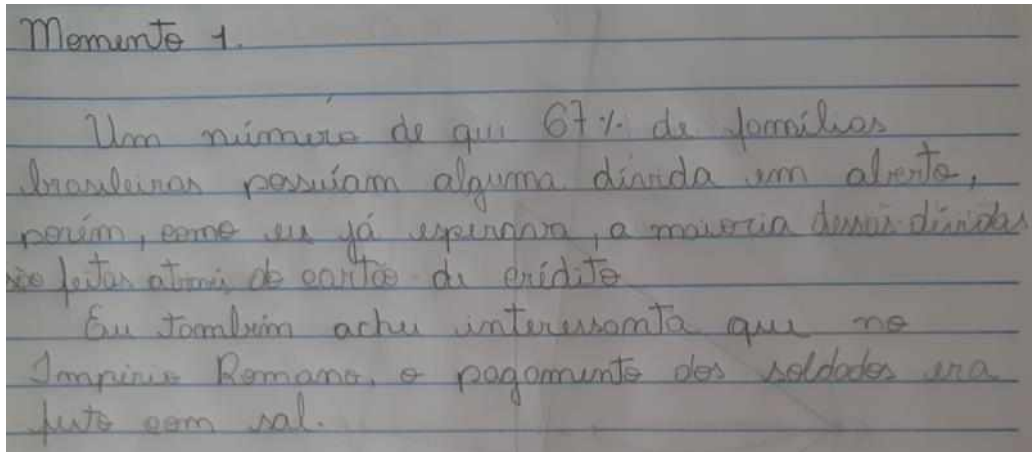 Momento 1.
Um número de que 67% de famílias
brasileiras possuíam alguma dívida em aberto,
porém, como eu já esperava, a maioria dessas dívidas
são feitas através de cartão de crédito
Eu também achei interessante que no
Império Romano, o pagamento dos soldados era
feito com sal.